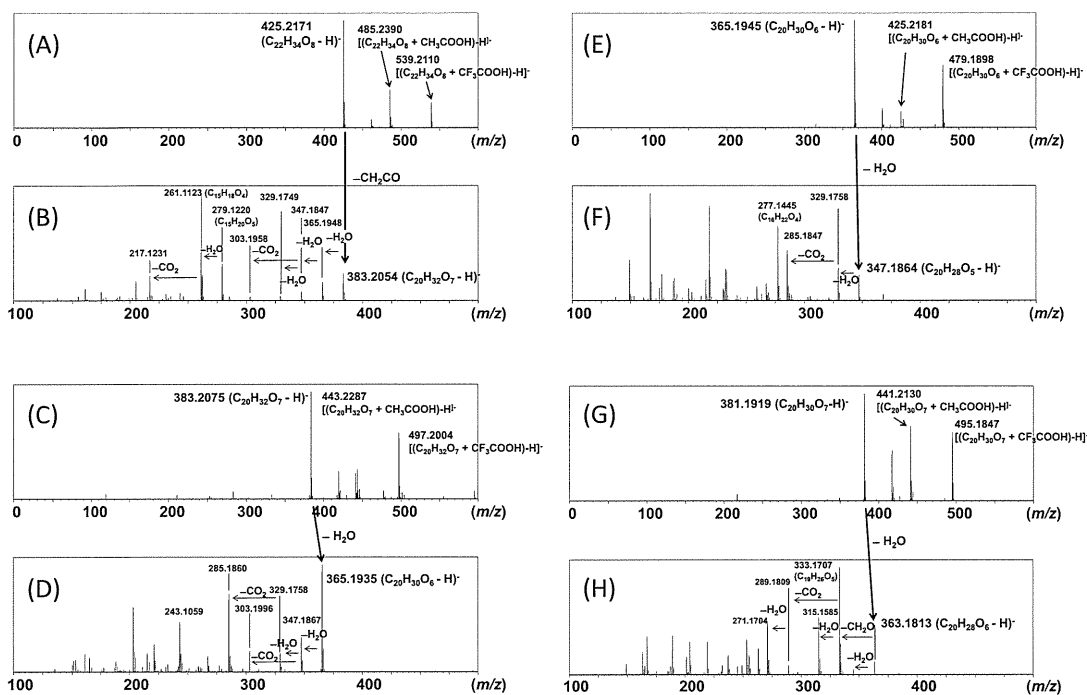 (A)
425.2171
(C₂₂H₃₄O₈ - H)⁻
485.2390
[(C₂₂H₃₄O₈ + CH₃COOH)-H]⁻
539.2110
[(C₂₂H₃₄O₈ + CF₃COOH)-H]⁻
0 100 200 300 400 500 (m/z)
–CH₂CO
(B)
261.1123 (C₁₅H₁₈O₄)
279.1220
(C₁₅H₂₀O₅)
329.1749
347.1847
365.1948
303.1958
217.1231
–CO₂
–H₂O
–CO₂
–H₂O
–H₂O
–H₂O
383.2054 (C₂₀H₃₂O₇ - H)⁻
100 200 300 400 (m/z)
(C)
383.2075 (C₂₀H₃₂O₇ - H)⁻
443.2287
[(C₂₀H₃₂O₇ + CH₃COOH)-H]⁻
497.2004
[(C₂₀H₃₂O₇ + CF₃COOH)-H]⁻
0 100 200 300 400 500 (m/z)
– H₂O
(D)
285.1860
–CO₂
329.1758
303.1996
243.1059
347.1867
–H₂O
–H₂O
–CO₂
365.1935 (C₂₀H₃₀O₆ - H)⁻
100 200 300 400 (m/z)
(E)
365.1945 (C₂₀H₃₀O₆ - H)⁻
425.2181
[(C₂₀H₃₀O₆ + CH₃COOH)-H]⁻
479.1898
[(C₂₀H₃₀O₆ + CF₃COOH)-H]⁻
0 100 200 300 400 500 (m/z)
– H₂O
(F)
277.1445
(C₁₆H₂₂O₄)
329.1758
285.1847
–CO₂
–H₂O
347.1864 (C₂₀H₂₈O₅ - H)⁻
100 200 300 400 (m/z)
(G)
381.1919 (C₂₀H₃₀O₇-H)⁻
441.2130
[(C₂₀H₃₀O₇ + CH₃COOH)-H]⁻
495.1847
[(C₂₀H₃₀O₇ + CF₃COOH)-H]⁻
0 100 200 300 400 500 (m/z)
– H₂O
(H)
333.1707
(C₁₉H₂₆O₅)
289.1809
–CO₂
315.1585
–H₂O
271.1704
–H₂O
–CH₂O
–H₂O
363.1813 (C₂₀H₂₈O₆ – H)⁻
100 200 300 400 (m/z)